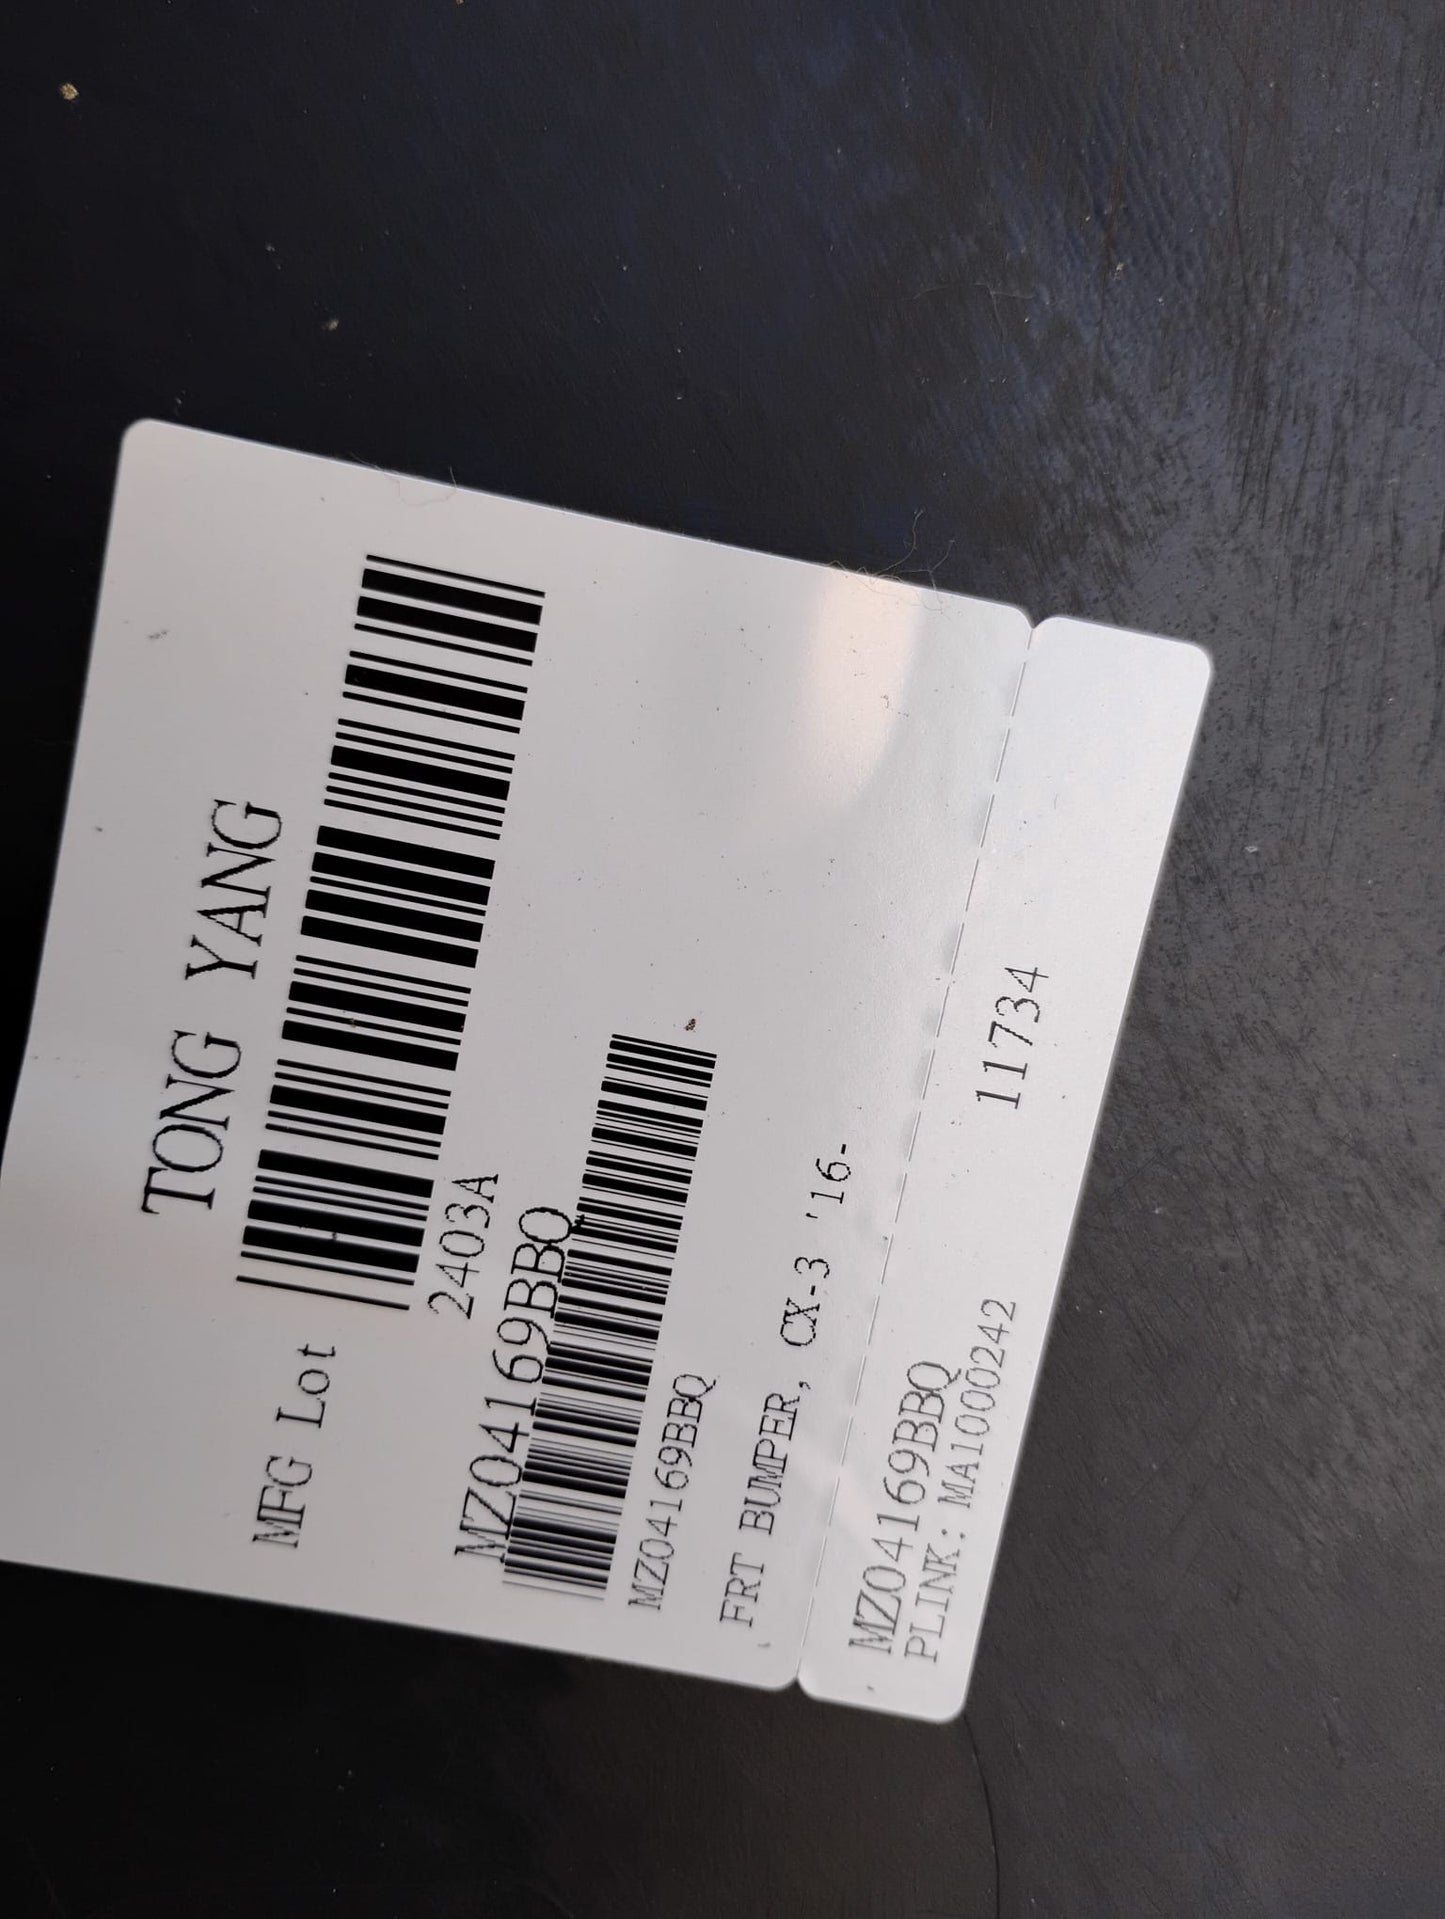 TONG YANG
MFG Lot
2403A
MZ04169BBQ
MZ04169BBQ
FRT BUMPER, CX-3 '16-
MZ04169BBQ 11734
PLINK: MA1000242